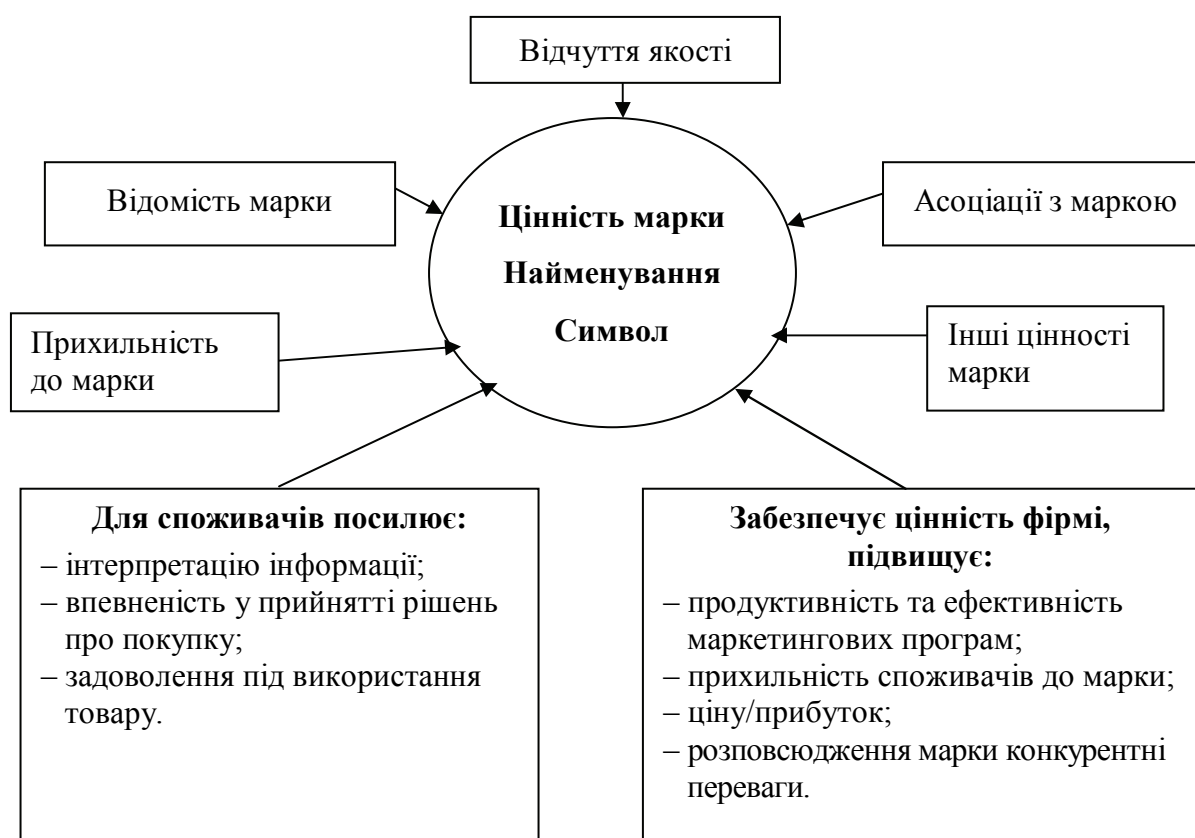 Відчуття якості
Відомість марки
Асоціації з маркою
Цінність марки
Найменування
Символ
Прихильність
до марки
Інші цінності
марки
Для споживачів посилює:
– інтерпретацію інформації;
– впевненість у прийнятті рішень
про покупку;
– задоволення під використання
товару.
Забезпечує цінність фірмі,
підвищує:
– продуктивність та ефективність
маркетингових програм;
– прихильність споживачів до марки;
– ціну/прибуток;
– розповсюдження марки конкурентні
переваги.